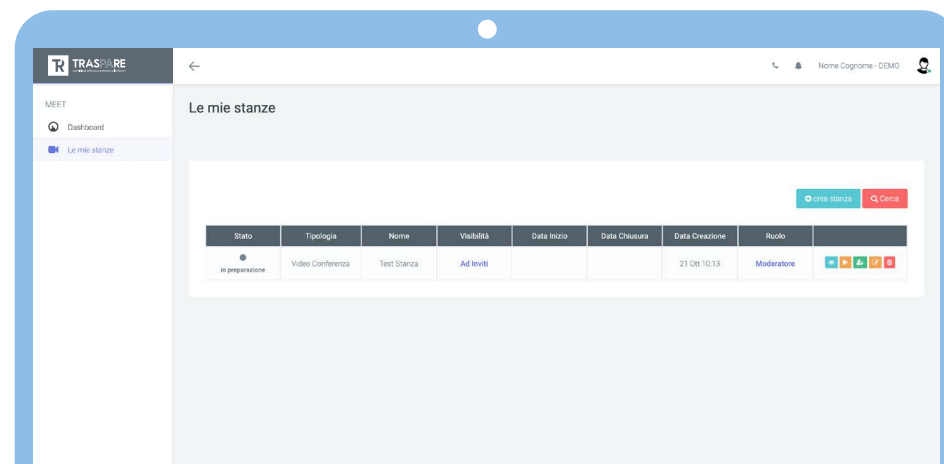 TRASPARE
Nome Cognome - DEMO
MEET
Dashboard
Le mie stanze
Le mie stanze
crea stanza
Cerca
Stato Tipologia Nome Visibilità Data Inizio Data Chiusura Data Creazione Ruolo
in preparazione Video Conferenza Test Stanza Ad Inviti 21 Ott 10:13 Moderatore